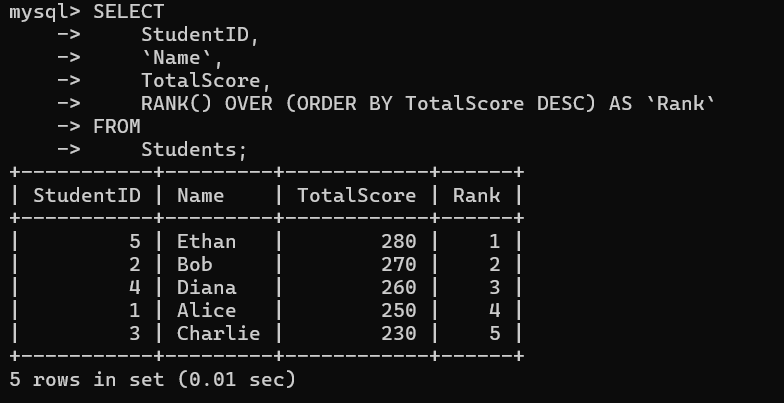 mysql> SELECT
    ->     StudentID,
    ->     `Name`,
    ->     TotalScore,
    ->     RANK() OVER (ORDER BY TotalScore DESC) AS `Rank`
    -> FROM
    ->     Students;
+-----------+---------+------------+------+
| StudentID | Name    | TotalScore | Rank |
+-----------+---------+------------+------+
|         5 | Ethan   |        280 |    1 |
|         2 | Bob     |        270 |    2 |
|         4 | Diana   |        260 |    3 |
|         1 | Alice   |        250 |    4 |
|         3 | Charlie |        230 |    5 |
+-----------+---------+------------+------+
5 rows in set (0.01 sec)